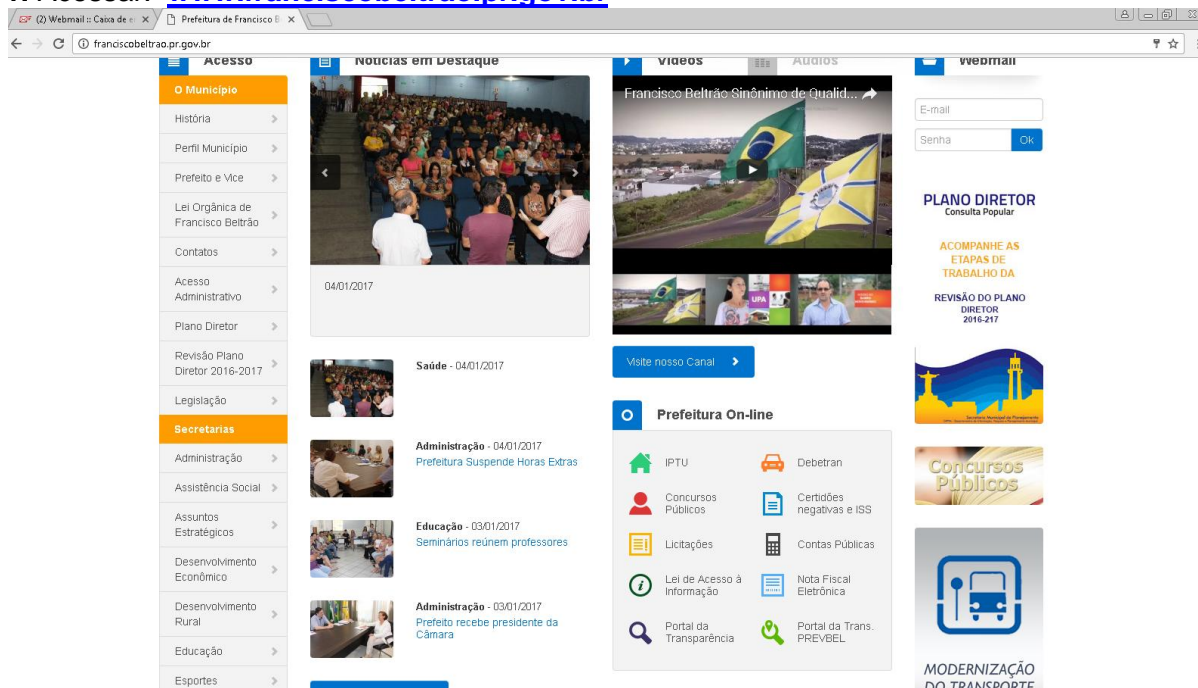 (2) Webmail :: Caixa de e
Prefeitura de Francisco B
franciscobeltrao.pr.gov.br
Acesso
O Município
História
Perfil Município
Prefeito e Vice
Lei Orgânica de
Francisco Beltrão
Contatos
Acesso
Administrativo
Plano Diretor
Revisão Plano
Diretor 2016-2017
Legislação
Secretarias
Administração
Assistência Social
Assuntos
Estratégicos
Desenvolvimento
Econômico
Desenvolvimento
Rural
Educação
Esportes
Notícias em Destaque
04/01/2017
Saúde - 04/01/2017
Administração - 04/01/2017
Prefeitura Suspende Horas Extras
Educação - 03/01/2017
Seminários reúnem professores
Administração - 03/01/2017
Prefeito recebe presidente da
Câmara
Vídeos
Áudios
Francisco Beltrão Sinônimo de Qualid...
UPA
Visite nosso Canal
Prefeitura On-line
IPTU
Debetran
Concursos
Públicos
Certidões
negativas e ISS
Licitações
Contas Públicas
Lei de Acesso à
Informação
Nota Fiscal
Eletrônica
Portal da
Transparência
Portal da Trans.
PREVBEL
Webmail
E-mail
Senha
Ok
PLANO DIRETOR
Consulta Popular
ACOMPANHE AS
ETAPAS DE
TRABALHO DA
REVISÃO DO PLANO
DIRETOR
2016-217
Concursos
Públicos
MODERNIZAÇÃO
DO TRANSPORTE